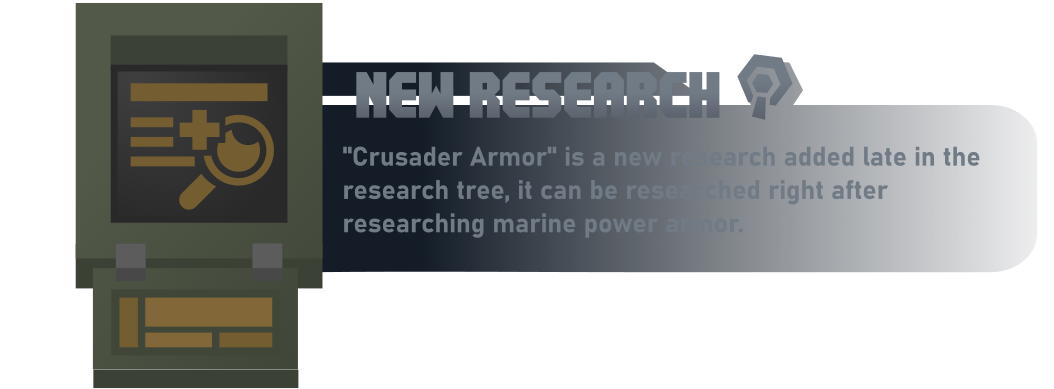 NEW RESEARCH
"Crusader Armor" is a new research added late in the
research tree, it can be researched right after
researching marine power armor.